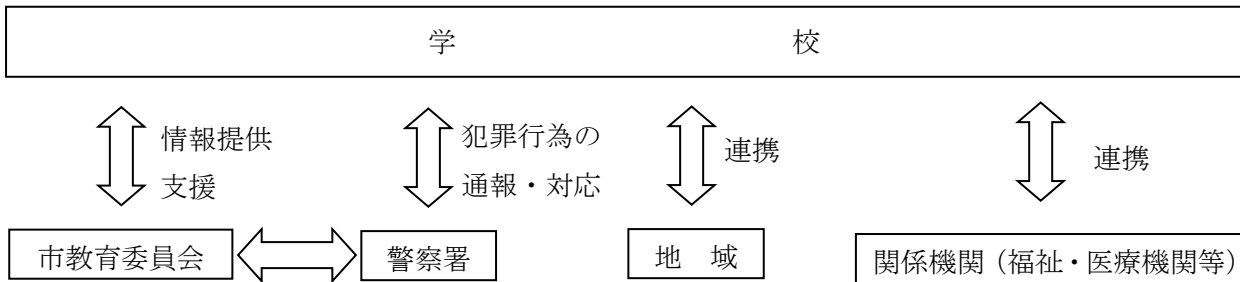 学　　　　　校
情報提供
支援
犯罪行為の
通報・対応
連携
連携
市教育委員会
警察署
地　域
関係機関（福祉・医療機関等）